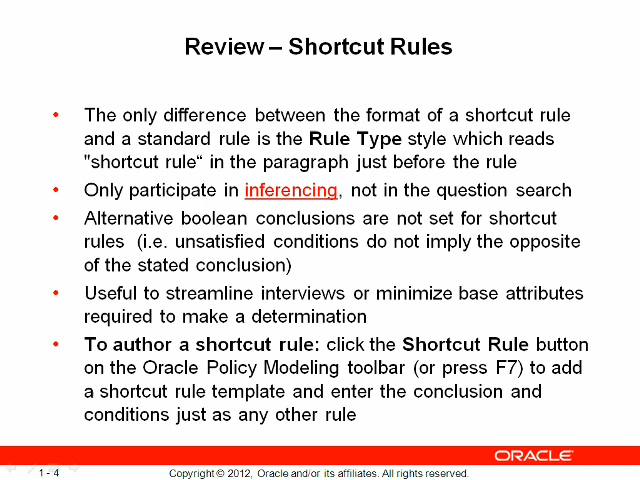 Review – Shortcut Rules
• The only difference between the format of a shortcut rule
and a standard rule is the Rule Type style which reads
"shortcut rule“ in the paragraph just before the rule
• Only participate in inferencing, not in the question search
• Alternative boolean conclusions are not set for shortcut
rules (i.e. unsatisfied conditions do not imply the opposite
of the stated conclusion)
• Useful to streamline interviews or minimize base attributes
required to make a determination
• To author a shortcut rule: click the Shortcut Rule button
on the Oracle Policy Modeling toolbar (or press F7) to add
a shortcut rule template and enter the conclusion and
conditions just as any other rule
ORACLE
1 - 4
Copyright © 2012, Oracle and/or its affiliates. All rights reserved.